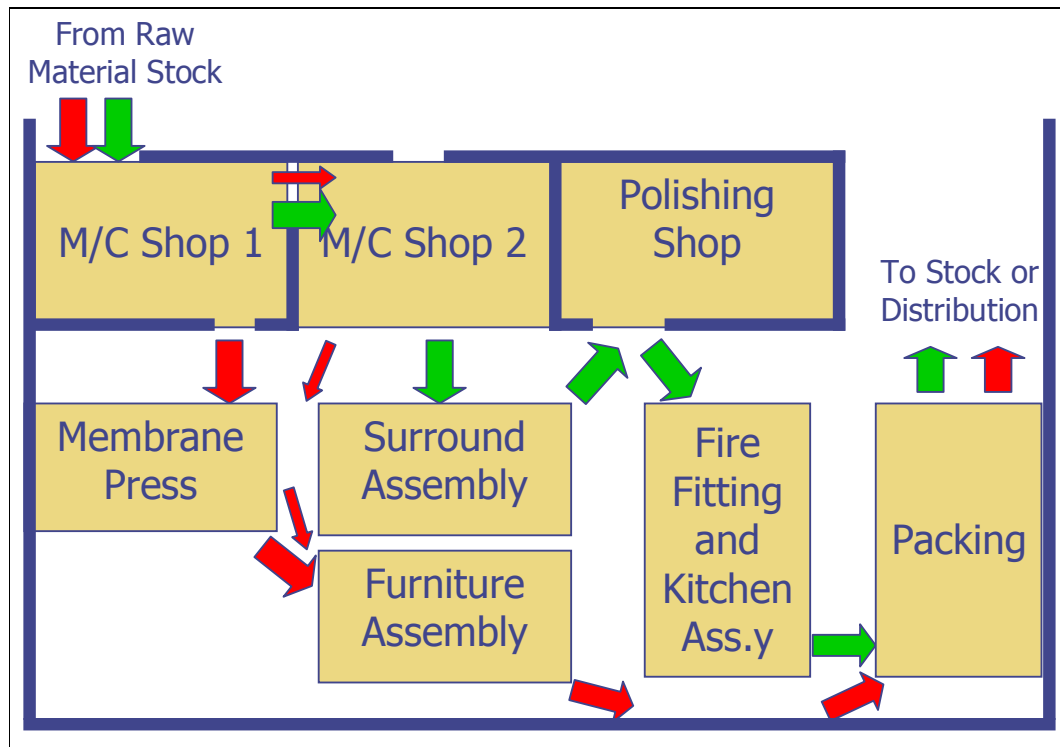 From Raw
Material Stock
M/C Shop 1
M/C Shop 2
Polishing
Shop
To Stock or
Distribution
Membrane
Press
Surround
Assembly
Furniture
Assembly
Fire
Fitting
and
Kitchen
Ass.y
Packing